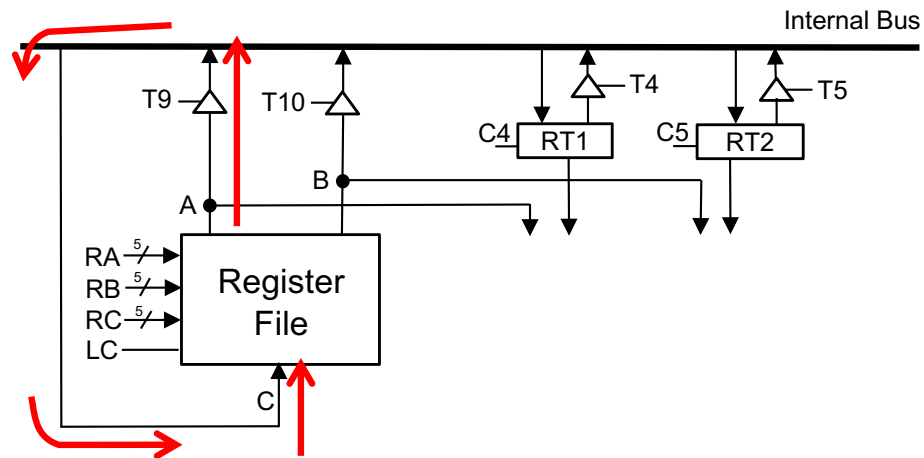 Internal Bus
T9
T10
T4
T5
C4
RT1
C5
RT2
B
A
RA
5
RB
5
RC
5
LC
Register
File
C